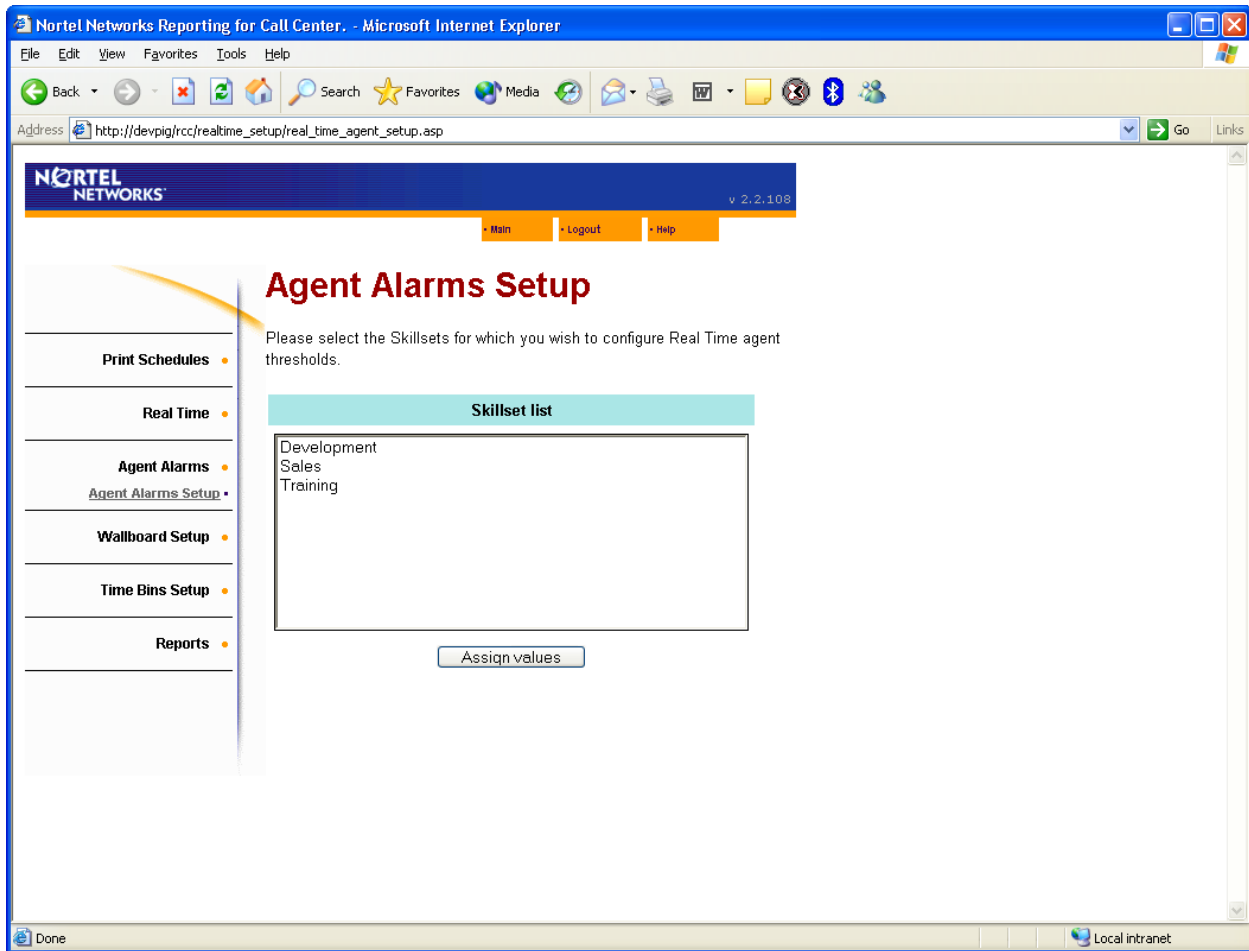 Nortel Networks Reporting for Call Center. - Microsoft Internet Explorer
File Edit View Favorites Tools Help
Back Search Favorites Media
Address http://devpig/rcc/realtime_setup/real_time_agent_setup.asp Go Links
NORTEL
NETWORKS
v 2.2.108
• Main • Logout • Help
Agent Alarms Setup
Please select the Skillsets for which you wish to configure Real Time agent
thresholds.
Print Schedules
Real Time
Agent Alarms
Agent Alarms Setup
Wallboard Setup
Time Bins Setup
Reports
Skillset list
Development
Sales
Training
Assign values
Done Local intranet